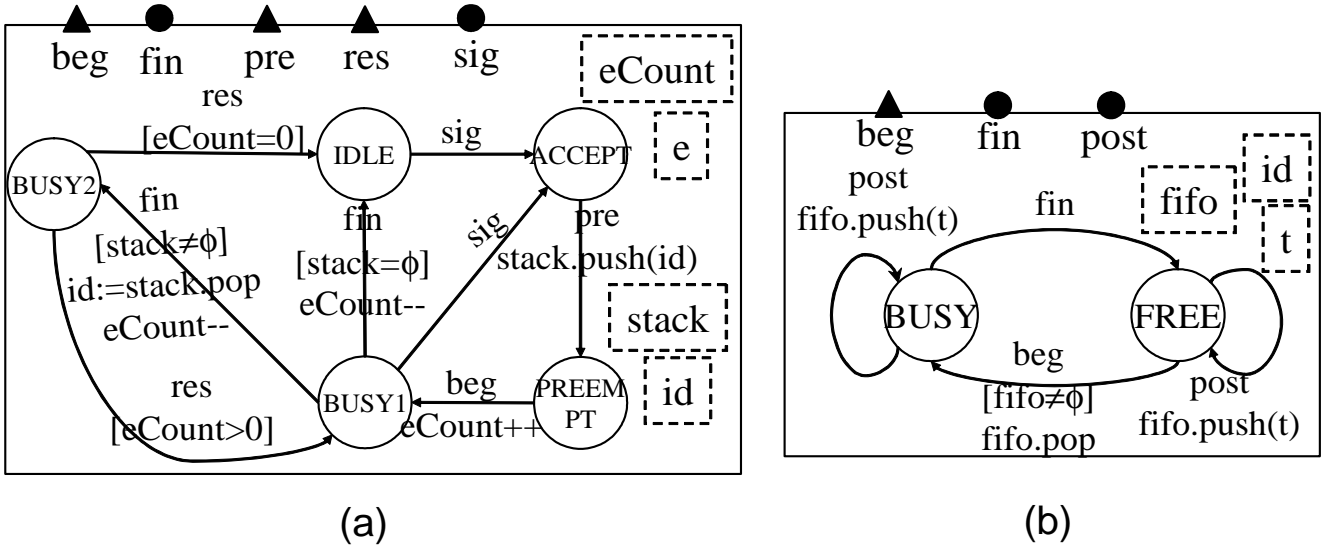 beg fin pre res sig
eCount
e
res
[eCount=0]
IDLE
sig
ACCEPT
BUSY2
fin
[stack≠ϕ]
id:=stack.pop
eCount--
fin
[stack=ϕ]
eCount--
sig
pre
stack.push(id)
stack
id
res
[eCount>0]
BUSY1
beg
eCount++
PREEM
PT
(a)
beg fin post
id
fifo
t
post
fifo.push(t)
fin
BUSY
FREE
beg
[fifo≠ϕ]
fifo.pop
post
fifo.push(t)
(b)